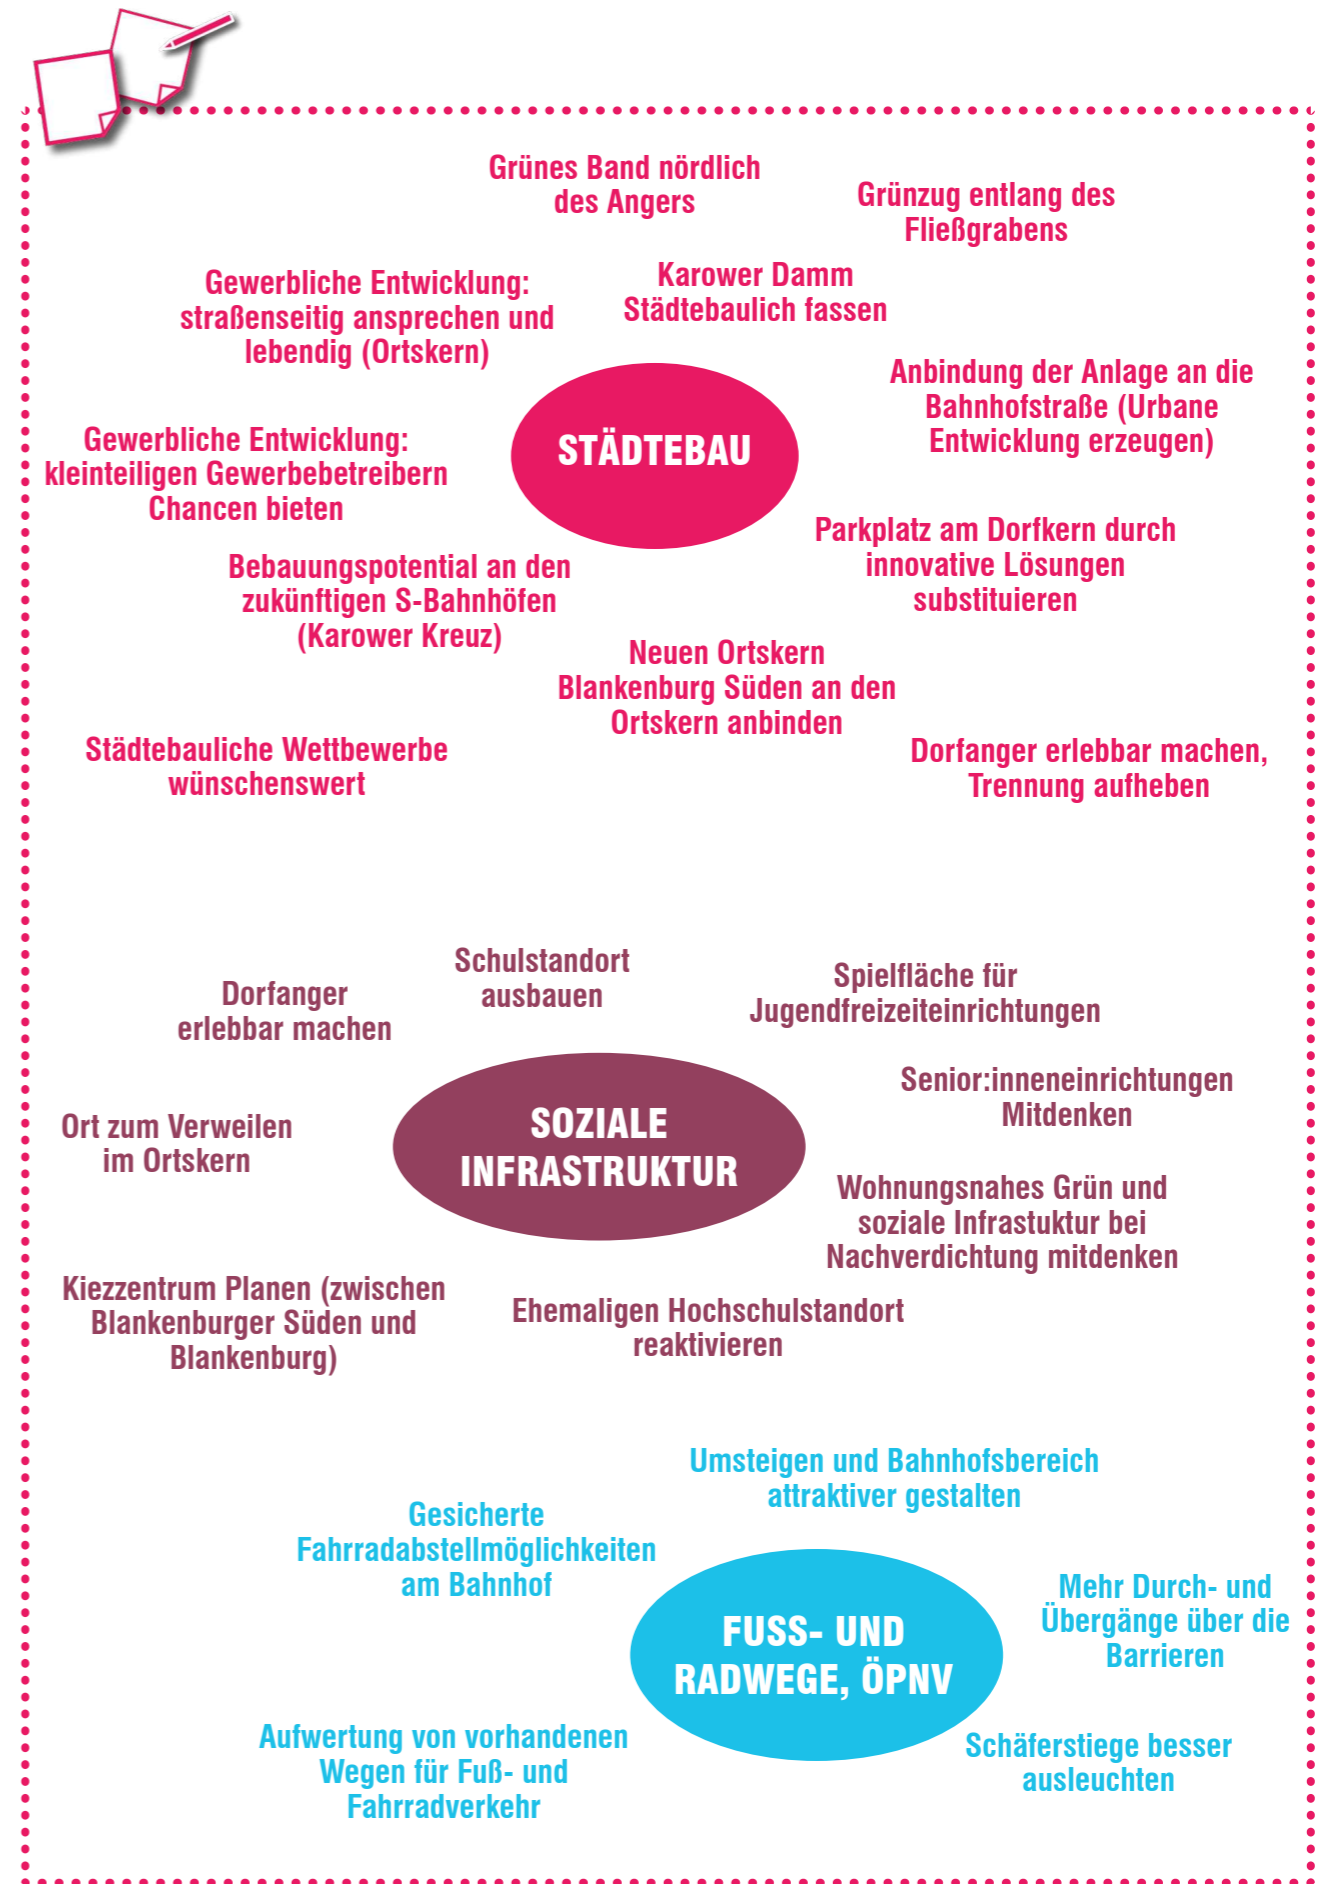 Grünes Band nördlich
des Angers
Grünzug entlang des
Fließgrabens
Gewerbliche Entwicklung:
straßenseitig ansprechen und
lebendig (Ortskern)
Karower Damm
Städtebaulich fassen
Anbindung der Anlage an die
Bahnhofstraße (Urbane
Entwicklung erzeugen)
STÄDTEBAU
Gewerbliche Entwicklung:
kleinteiligen Gewerbebetreibern
Chancen bieten
Parkplatz am Dorfkern durch
innovative Lösungen
substituieren
Bebauungspotential an den
zukünftigen S-Bahnhöfen
(Karower Kreuz)
Neuen Ortskern
Blankenburg Süden an den
Ortskern anbinden
Städtebauliche Wettbewerbe
wünschenswert
Dorfanger erlebbar machen,
Trennung aufheben
Schulstandort
ausbauen
Dorfanger
erlebbar machen
Spielfläche für
Jugendfreizeiteinrichtungen
Senior:inneneinrichtungen
Mitdenken
SOZIALE
INFRASTRUKTUR
Ort zum Verweilen
im Ortskern
Wohnungsnahes Grün und
soziale Infrastuktur bei
Nachverdichtung mitdenken
Kiezzentrum Planen (zwischen
Blankenburger Süden und
Blankenburg)
Ehemaligen Hochschulstandort
reaktivieren
Umsteigen und Bahnhofsbereich
attraktiver gestalten
Gesicherte
Fahrradabstellmöglichkeiten
am Bahnhof
Mehr Durch- und
Übergänge über die
Barrieren
FUSS- UND
RADWEGE, ÖPNV
Aufwertung von vorhandenen
Wegen für Fuß- und
Fahrradverkehr
Schäferstiege besser
ausleuchten